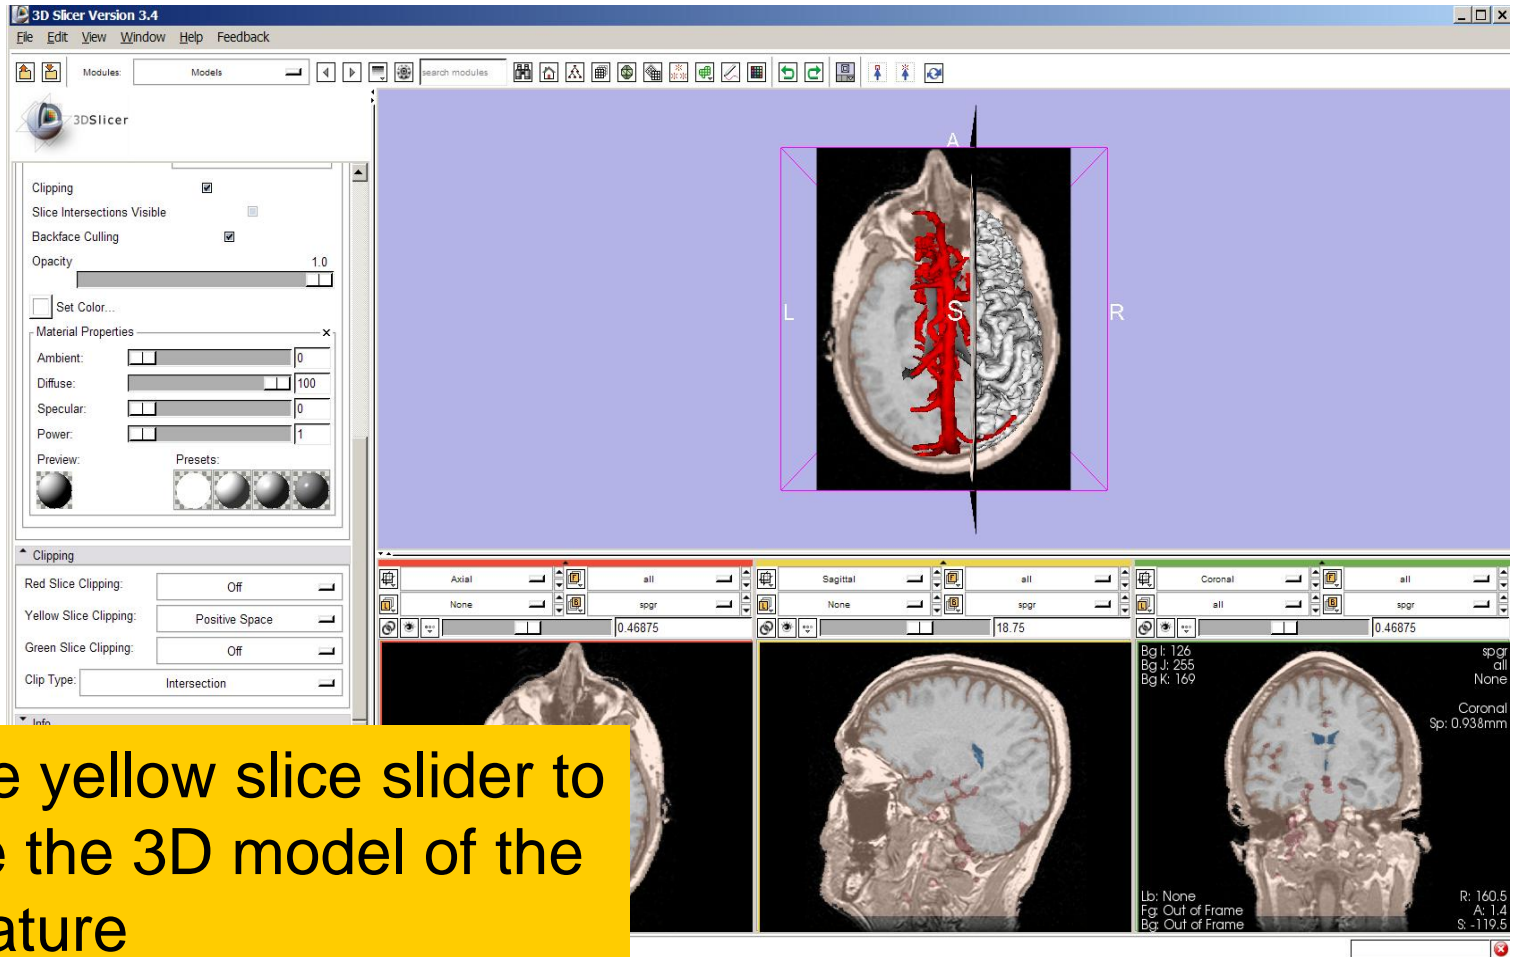 3D Slicer Version 3.4
File Edit View Window Help Feedback
Modules: Models search modules
3DSlicer
Clipping
Slice Intersections Visible
Backface Culling
Opacity 1.0
Set Color...
Material Properties x
Ambient: 0
Diffuse: 100
Specular: 0
Power: 1
Preview: Presets:
Clipping
Red Slice Clipping: Off
Yellow Slice Clipping: Positive Space
Green Slice Clipping: Off
Clip Type: Intersection
Info
A
L S R
Axial all
None spgr
0.46875
Sagittal all
None spgr
18.75
Coronal all
all spgr
0.46875
Bg I: 126
Bg J: 255
Bg K: 169
spgr
all
None
Coronal
Sp: 0.938mm
Lb: None
Fg: Out of Frame
Bg: Out of Frame
R: 160.5
A: 1.4
S: -119.5
e yellow slice slider to
e the 3D model of the
ature